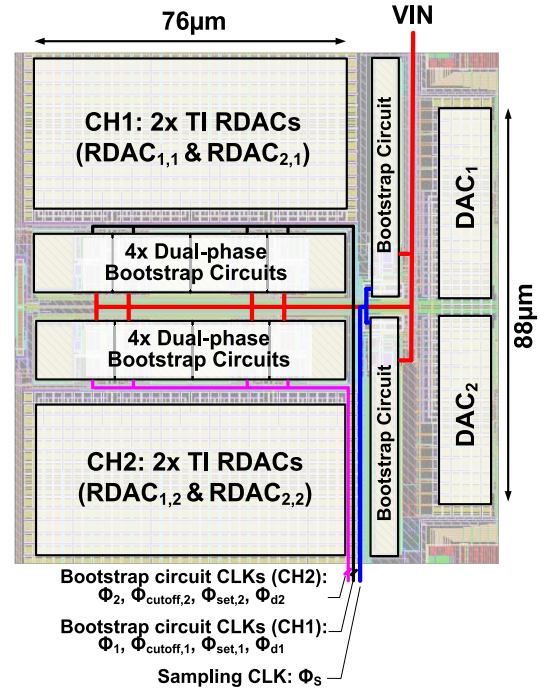 76μm
VIN
CH1: 2x TI RDACs
(RDAC1,1 & RDAC2,1)
Bootstrap Circuit
DAC1
4x Dual-phase
Bootstrap Circuits
88μm
4x Dual-phase
Bootstrap Circuits
Bootstrap Circuit
DAC2
CH2: 2x TI RDACs
(RDAC1,2 & RDAC2,2)
Bootstrap circuit CLKs (CH2):
Φ2, Φcutoff,2, Φset,2, Φd2
Bootstrap circuit CLKs (CH1):
Φ1, Φcutoff,1, Φset,1, Φd1
Sampling CLK: ΦS